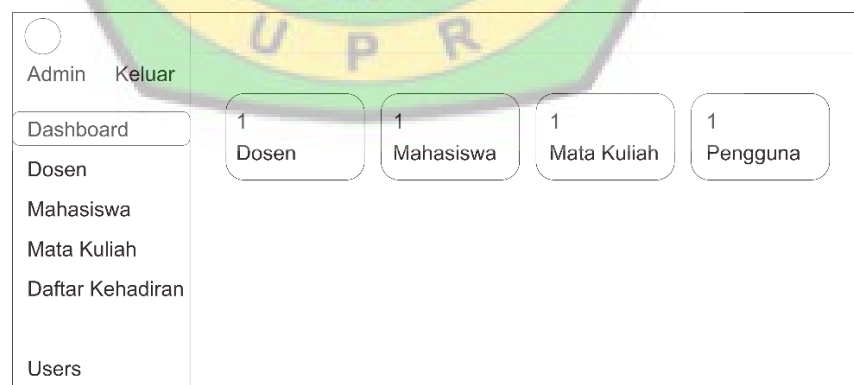 UPR
Admin Keluar
Dashboard
Dosen
Mahasiswa
Mata Kuliah
Daftar Kehadiran
Users
1
Dosen
1
Mahasiswa
1
Mata Kuliah
1
Pengguna